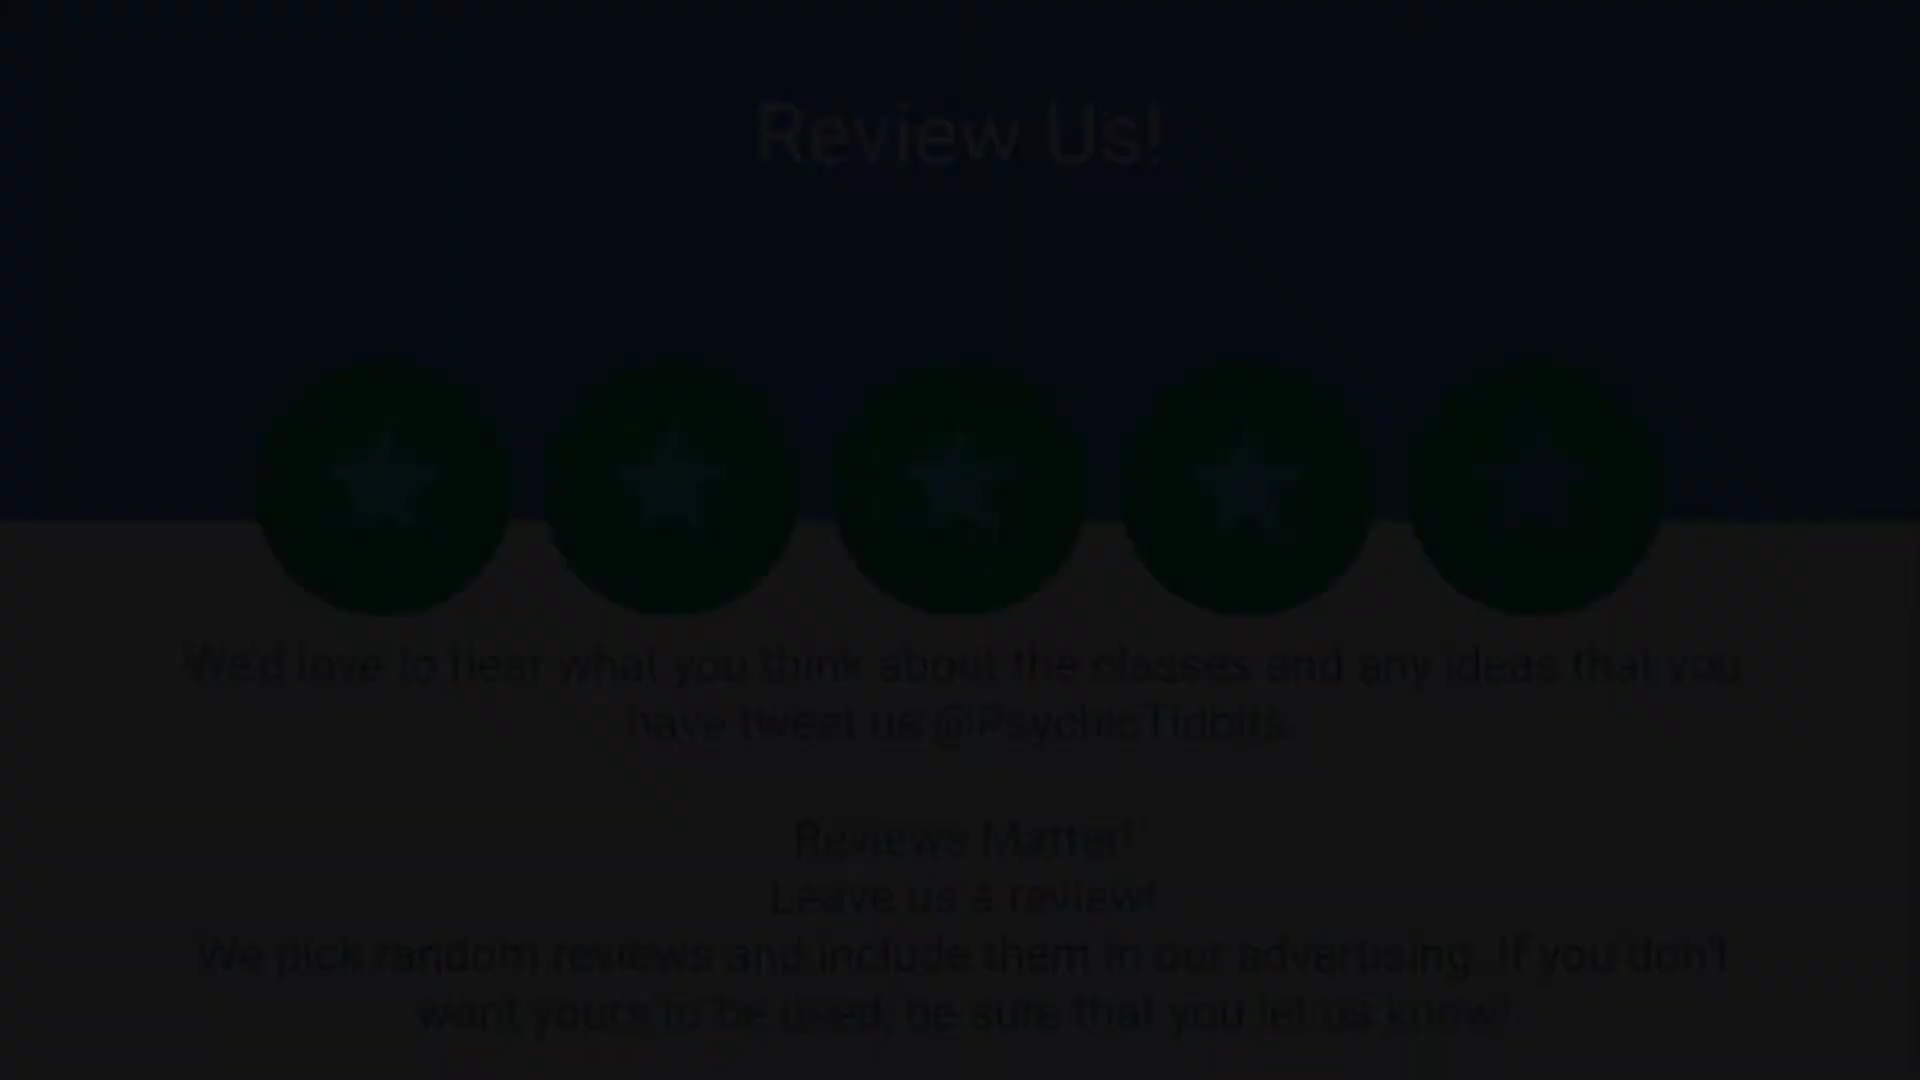 Review Us!
We'd love to hear what you think about the classes and any ideas that you
have tweet us @PsychicTidbits.
Reviews Matter!
Leave us a review!
We pick random reviews and include them in our advertising. If you don't
want yours to be used, be sure that you let us know!